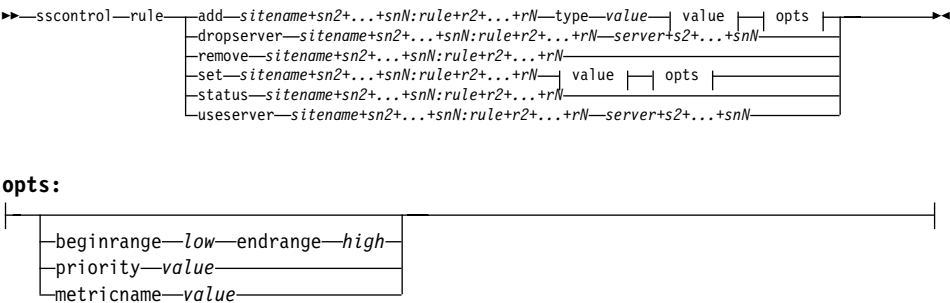 sscontrol rule add sitename+sn2+...+snN:rule+r2+...+rN type value value opts
dropserver sitename+sn2+...+snN:rule+r2+...+rN server+s2+...+snN
remove sitename+sn2+...+snN:rule+r2+...+rN
set sitename+sn2+...+snN:rule+r2+...+rN value opts
status sitename+sn2+...+snN:rule+r2+...+rN
useserver sitename+sn2+...+snN:rule+r2+...+rN server+s2+...+snN
opts:
beginrange low endrange high
priority value
metricname value